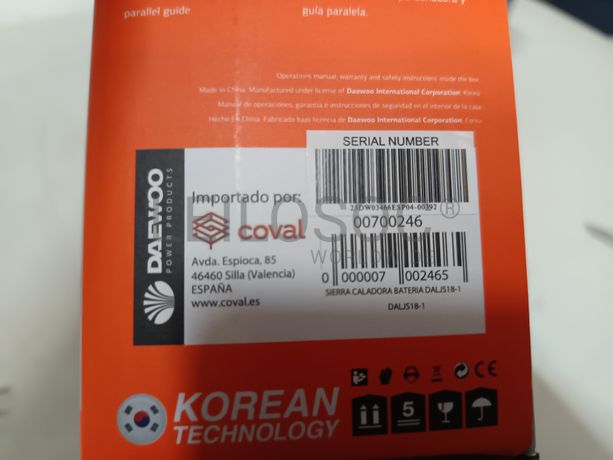 parallel guide.
guía paralela.
y
Operations manual, warranty and safety instructions inside the box
Made in China. Manufactured under license of Daewoo International Corporation, Korea
Manual de operaciones, garantía e instrucciones de seguridad en el interior de la caja
Hecho En China. Fabricado bajo licencia de Daewoo International Corporation, Corea
DAEWOO
POWER PRODUCTS
Importado por:
coval
Avda. Espioca, 85
46460 Silla (Valencia)
ESPAÑA
www.coval.es
SERIAL NUMBER
00700246
0 000007 002465
SIERRA CALADORA BATERIA DALJS18-1
DALJS18-1
HILOSOC®
KOREAN
TECHNOLOGY
5
CE